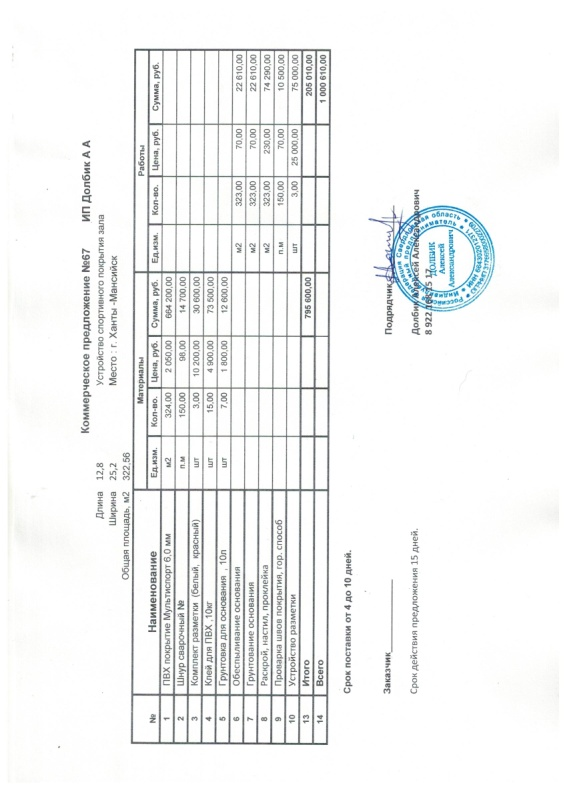 Коммерческое предложение №67 ИП Долбик А А
Длина 12,8 Устройство спортивного покрытия зала
Ширина 25,2 Место : г. Ханты -Мансийск
Общая площадь, м2 322,56
Материалы Работы
№ Наименование Ед.изм. Кол-во. Цена, руб. Сумма, руб. Ед.изм. Кол-во. Цена, руб. Сумма, руб.
1 ПВХ покрытие Мультиспорт 6,0 мм м2 324,00 2 050,00 664 200,00
2 Шнур сварочный № п.м 150,00 98,00 14 700,00
3 Комплект разметки (белый, красный) шт 3,00 10 200,00 30 600,00
4 Клей для ПВХ ,10кг шт 15,00 4 900,00 73 500,00
5 Грунтовка для основания , 10л шт 7,00 1 800,00 12 600,00
6 Обеспыливание основания м2 323,00 70,00 22 610,00
7 Грунтование основания м2 323,00 70,00 22 610,00
8 Раскрой, настил, проклейка м2 323,00 230,00 74 290,00
9 Проварка швов покрытия, гор. способ п.м 150,00 70,00 10 500,00
10 Устройство разметки шт 3,00 25 000,00 75 000,00
13 Итого 795 600,00 205 010,00
14 Всего 1 000 610,00
Срок поставки от 4 до 10 дней.
Заказчик Подрядчик
Срок действия предложения 15 дней. Долбик Алексей Александрович
8 922 17
ДОЛБИК
Алексей
Александрович